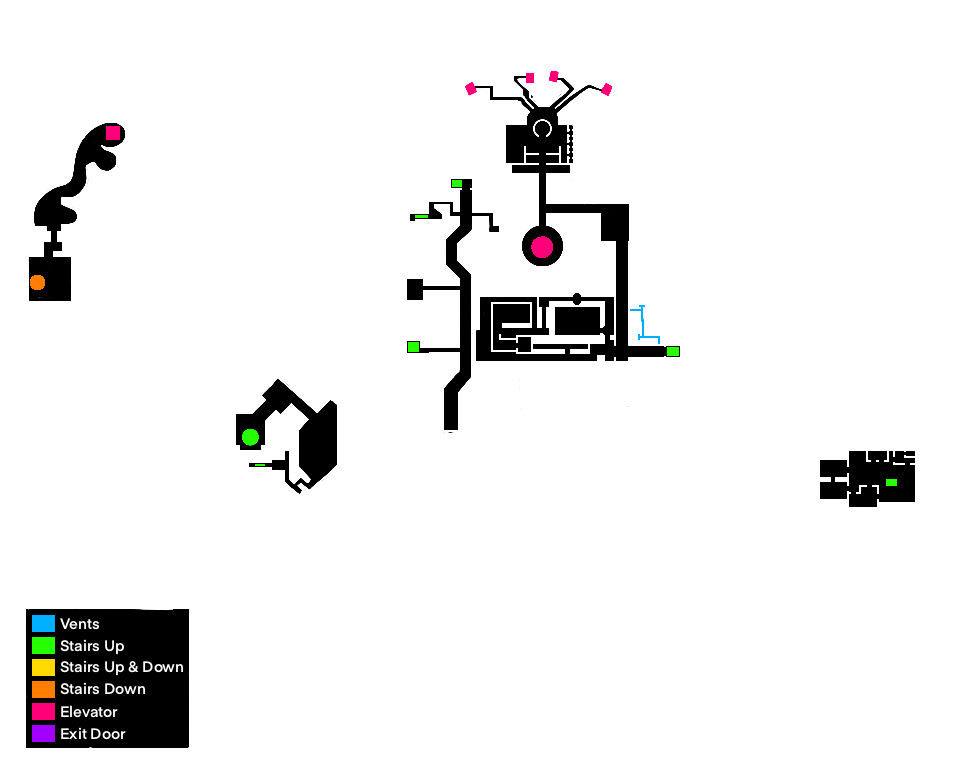 Vents
Stairs Up
Stairs Up & Down
Stairs Down
Elevator
Exit Door